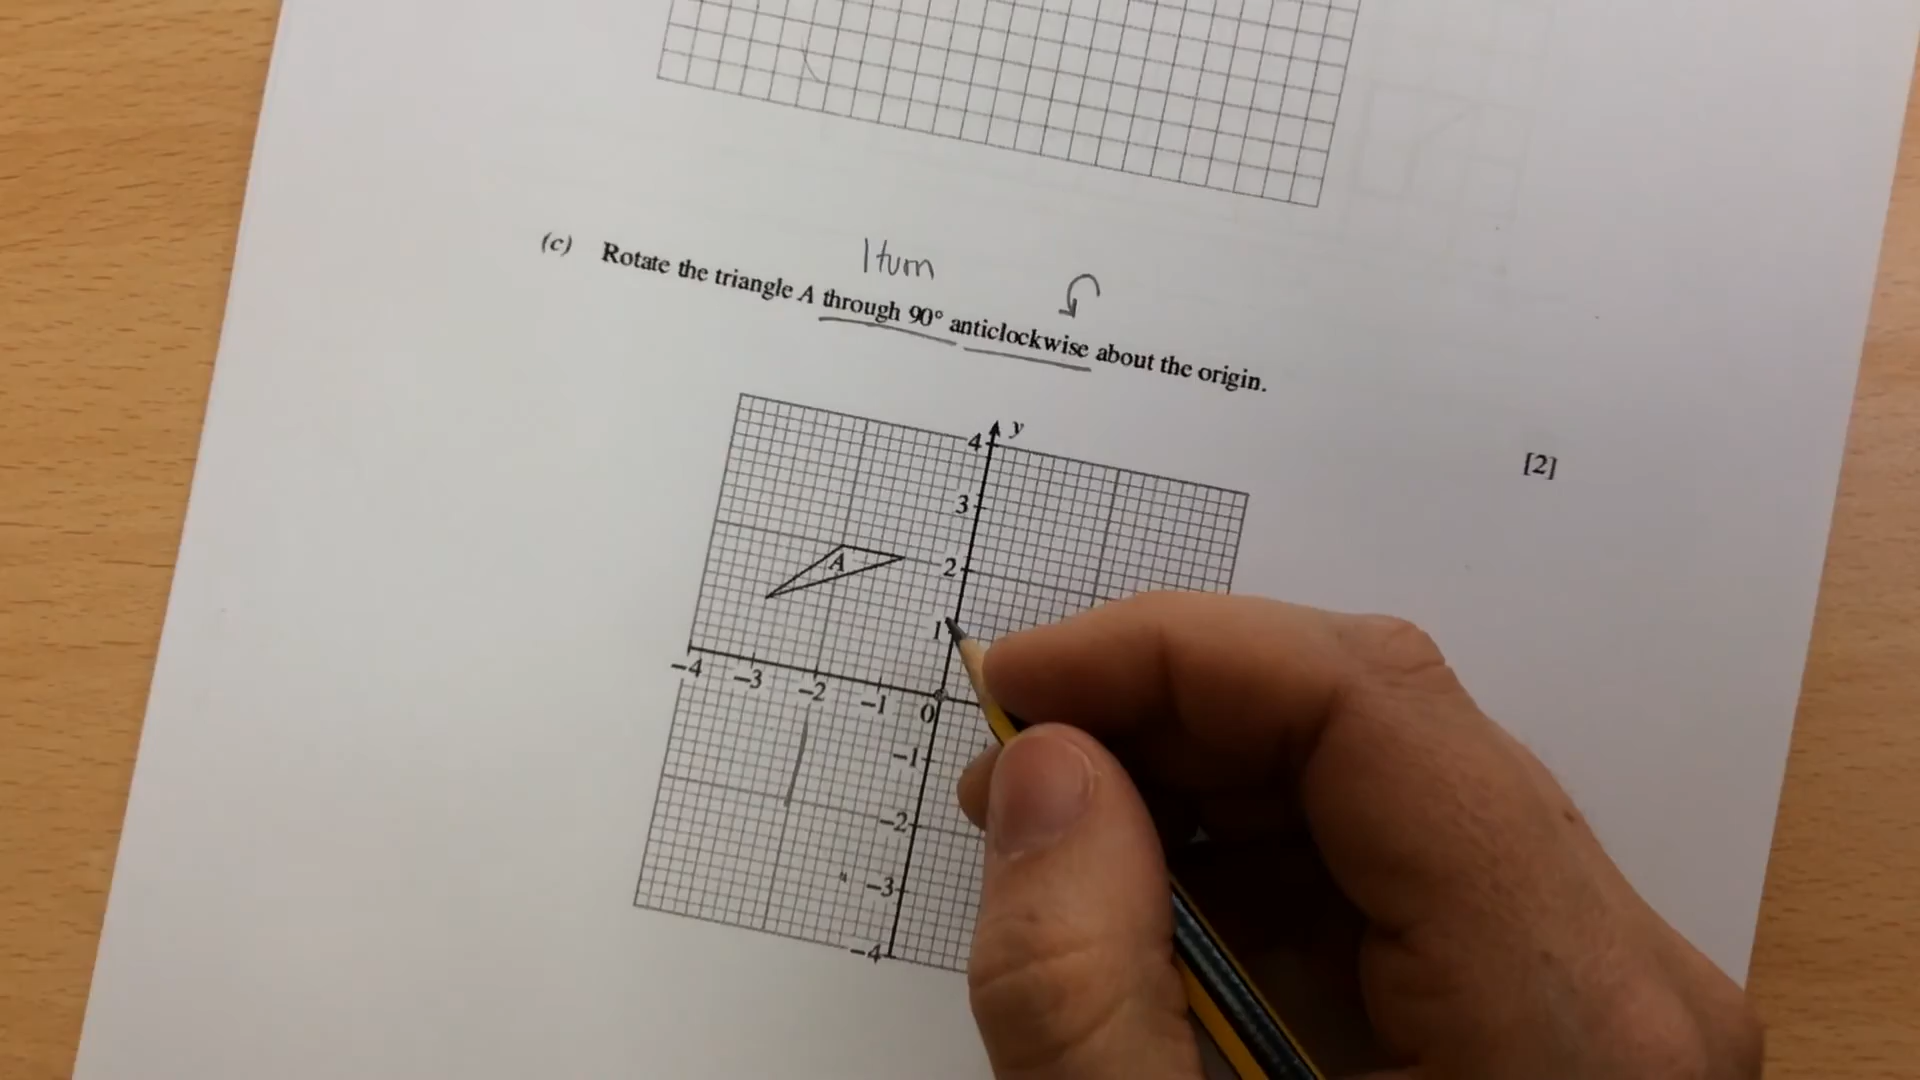 1 turn
(c) Rotate the triangle A through 90° anticlockwise about the origin.
[2]
y
4
3
2
1
A
-4 -3 -2 -1 0
-1
-2
-3
-4